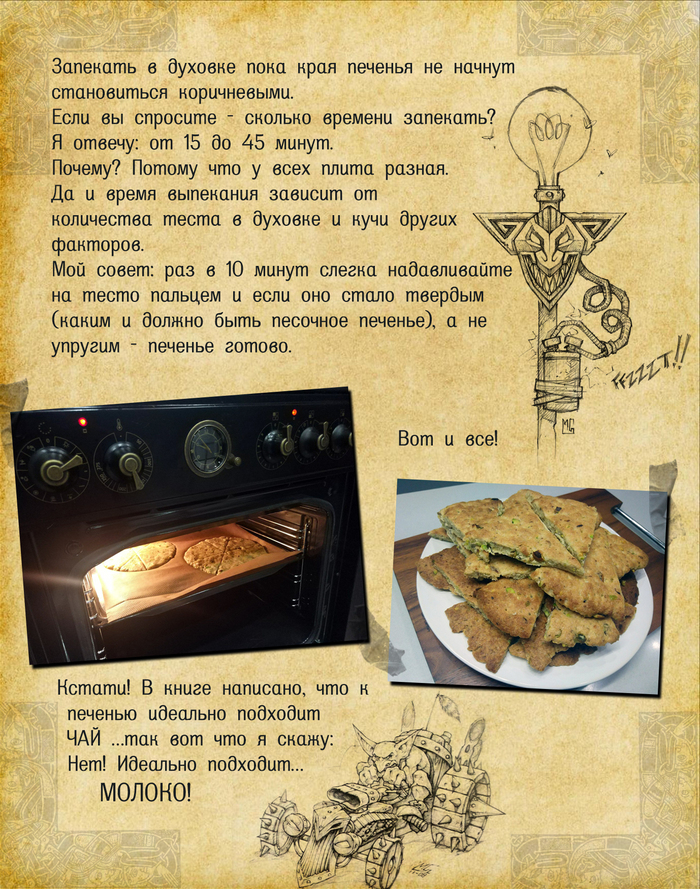 Запекать в духовке пока края печенья не начнут
становиться коричневыми.
Если вы спросите - сколько времени запекать?
Я отвечу: от 15 до 45 минут.
Почему? Потому что у всех плита разная.
Да и время выпекания зависит от
количества теста в духовке и кучи других
факторов.
Мой совет: раз в 10 минут слегка надавливайте
на тесто пальцем и если оно стало твердым
(каким и должно быть песочное печенье), а не
упругим - печенье готово.
FFZZZT!!
MG
Вот и все!
Кстати! В книге написано, что к
печенью идеально подходит
ЧАЙ ...так вот что я скажу:
Нет! Идеально подходит...
МОЛОКО!